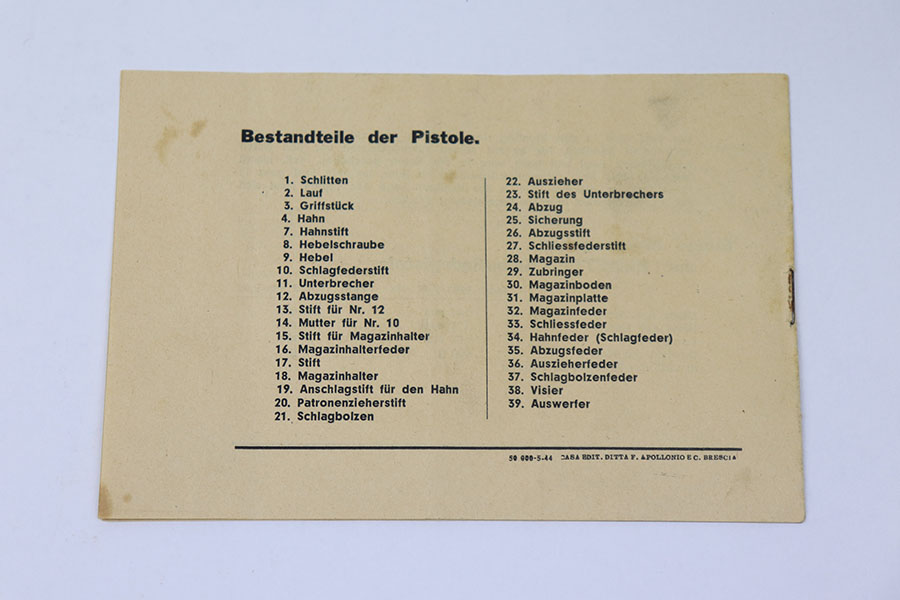 Bestandteile der Pistole.
1. Schlitten
2. Lauf
3. Griffstück
4. Hahn
7. Hahnstift
8. Hebelschraube
9. Hebel
10. Schlagfederstift
11. Unterbrecher
12. Abzugsstange
13. Stift für Nr. 12
14. Mutter für Nr. 10
15. Stift für Magazinhalter
16. Magazinhalterfeder
17. Stift
18. Magazinhalter
19. Anschlagstift für den Hahn
20. Patronenzieherstift
21. Schlagbolzen
22. Auszieher
23. Stift des Unterbrechers
24. Abzug
25. Sicherung
26. Abzugsstift
27. Schliessfederstift
28. Magazin
29. Zubringer
30. Magazinboden
31. Magazinplatte
32. Magazinfeder
33. Schliessfeder
34. Hahnfeder (Schlagfeder)
35. Abzugsfeder
36. Auszieherfeder
37. Schlagbolzenfeder
38. Visier
39. Auswerfer
50 000-5-44 CASA EDIT. DITTA F. APOLLONIO E C. BRESCIA